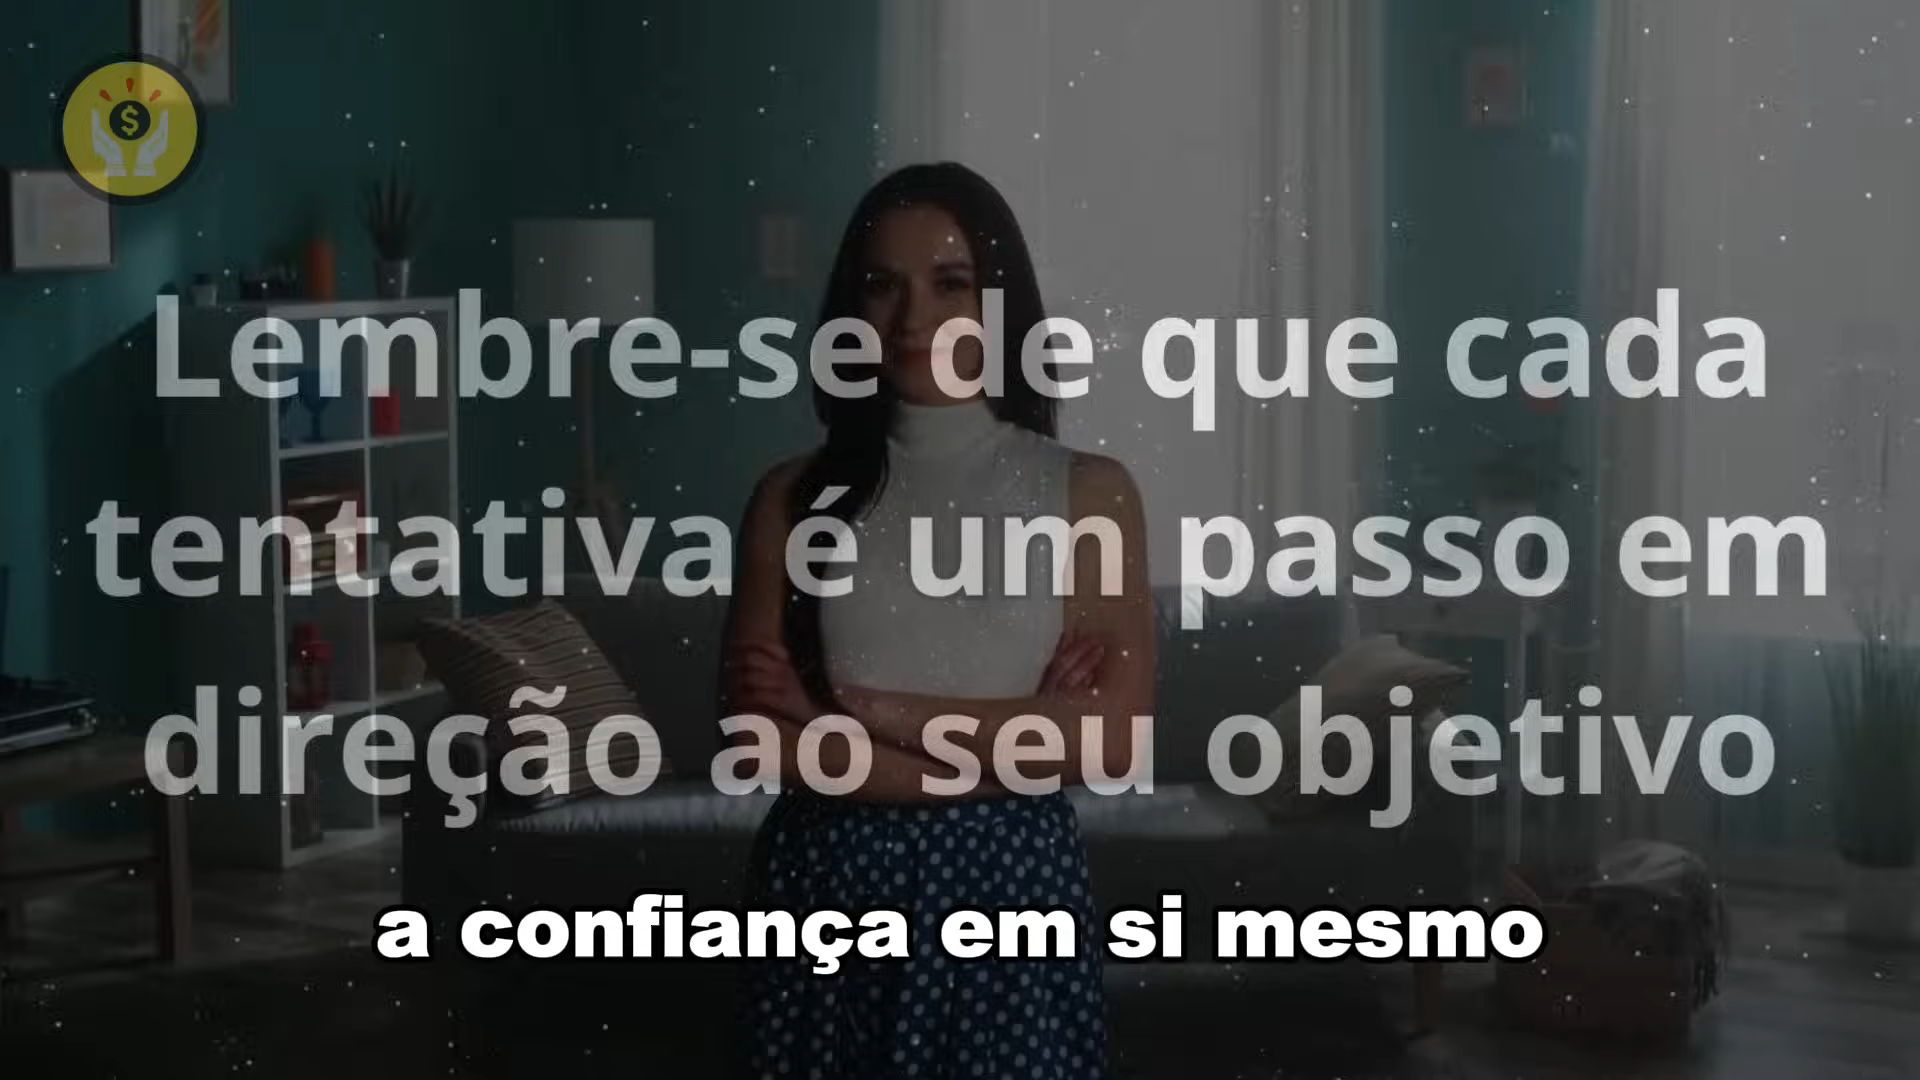 $
Lembre-se de que cada
tentativa é um passo em
direção ao seu objetivo
a confiança em si mesmo